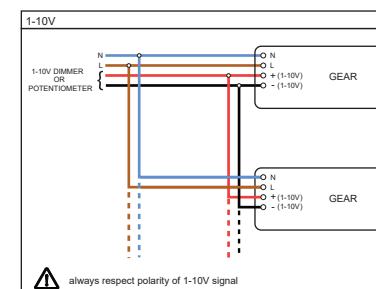 1-10V
N
L
1-10V DIMMER
OR
POTENTIOMETER
{
N
L
+ (1-10V)
- (1-10V)
GEAR
N
L
+ (1-10V)
- (1-10V)
GEAR
always respect polarity of 1-10V signal